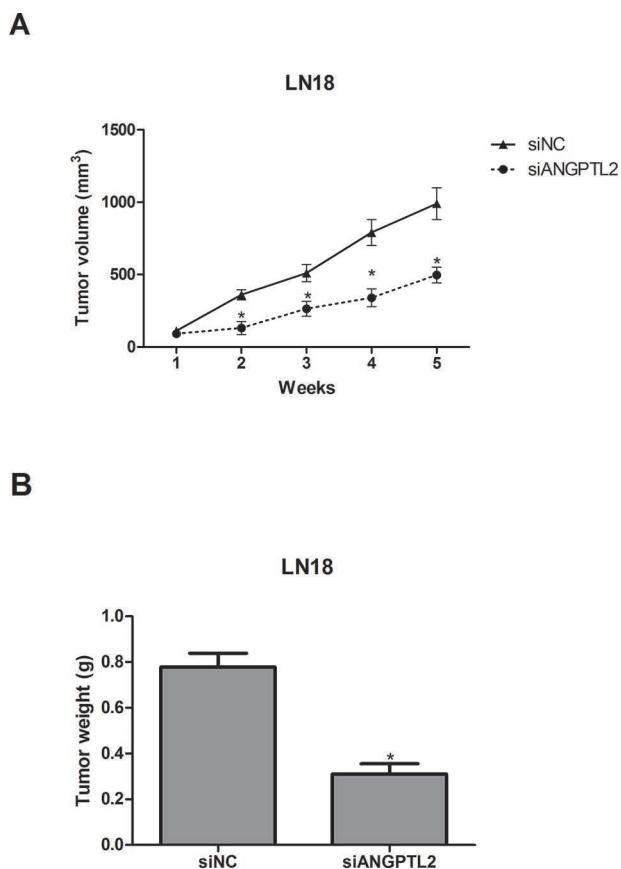 A
LN18
Tumor volume (mm³)
1500
1000
500
0
1 2 3 4 5
Weeks
siNC
siANGPTL2
*
*
*
*
B
LN18
Tumor weight (g)
1.0
0.8
0.6
0.4
0.2
0.0
*
siNC siANGPTL2